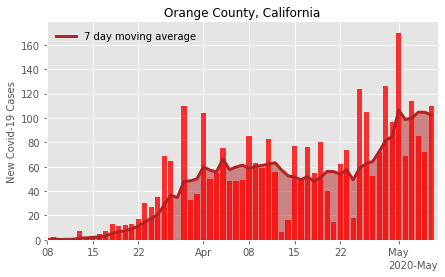 Orange County, California
7 day moving average
New Covid-19 Cases
160
140
120
100
80
60
40
20
0
08 15 22 Apr 08 15 22 May
2020-May